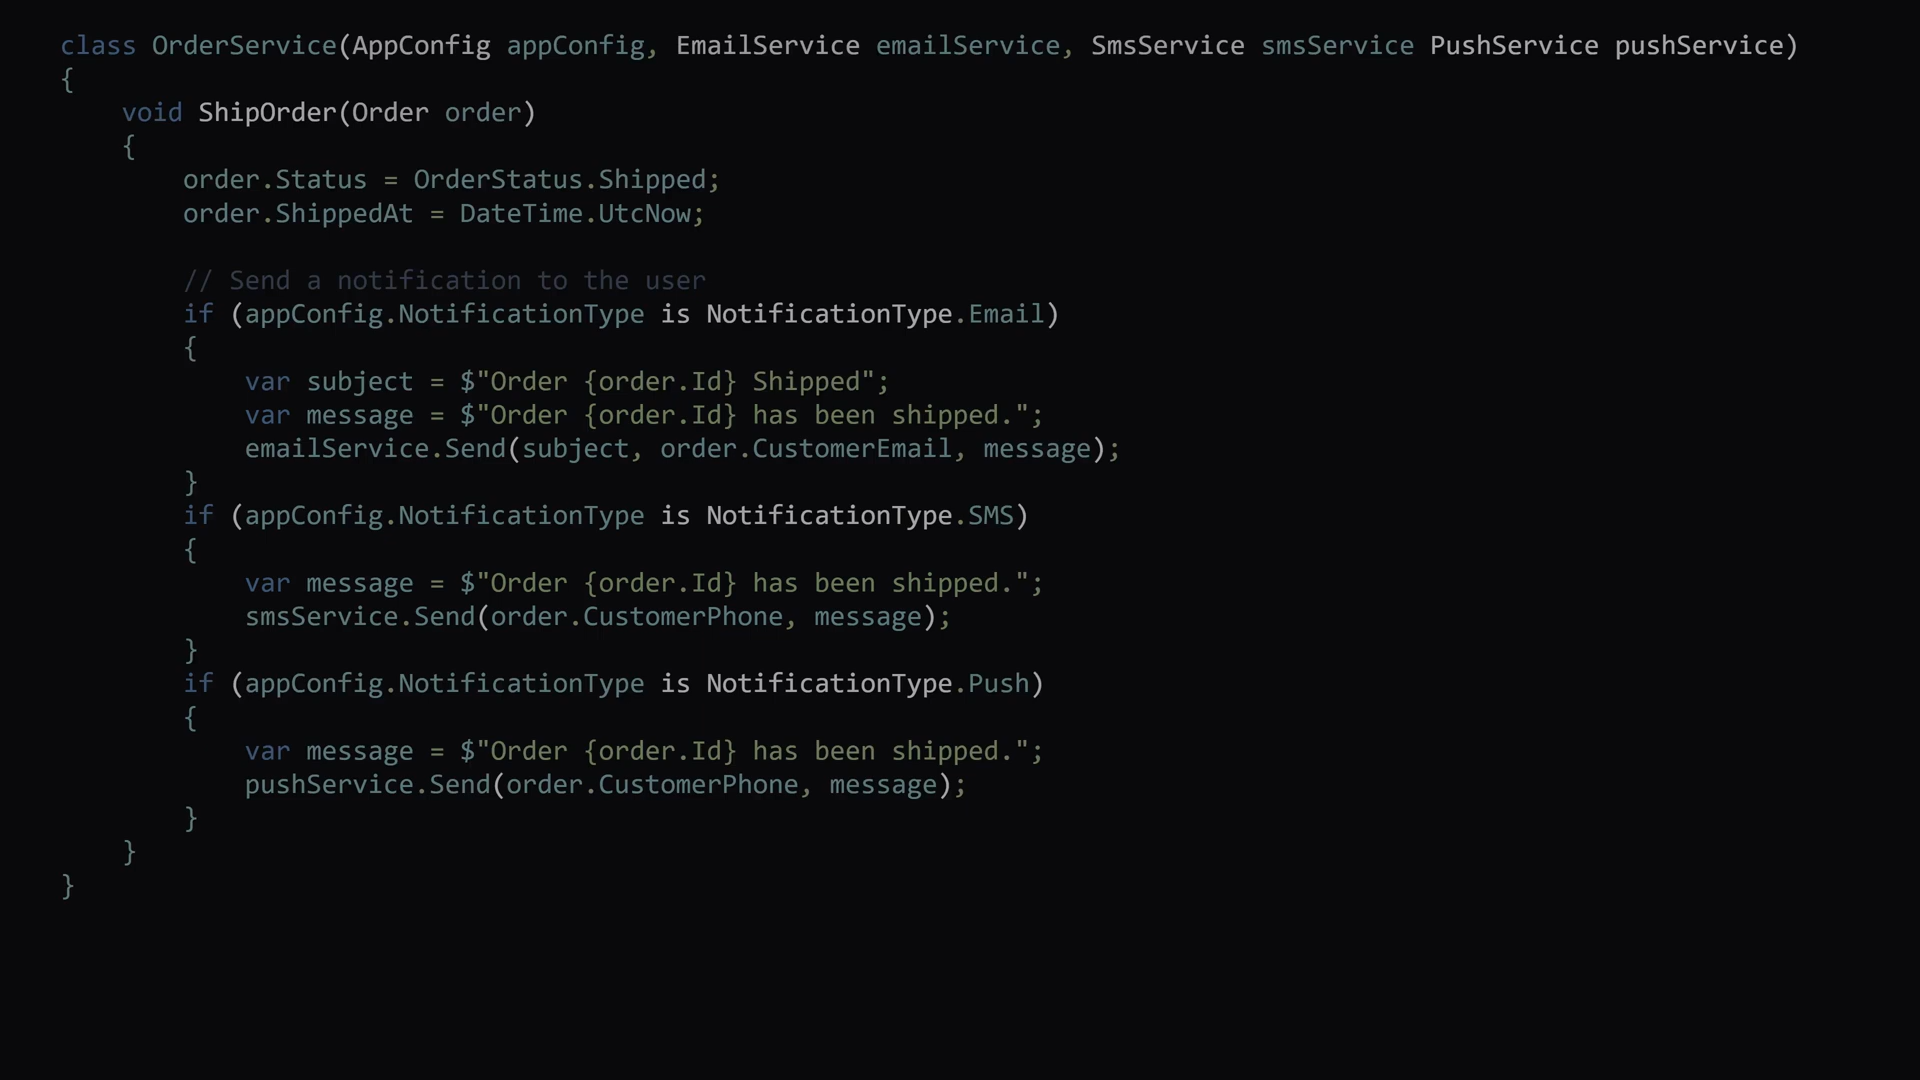 class OrderService(AppConfig appConfig, EmailService emailService, SmsService smsService PushService pushService)
{
    void ShipOrder(Order order)
    {
        order.Status = OrderStatus.Shipped;
        order.ShippedAt = DateTime.UtcNow;

        // Send a notification to the user
        if (appConfig.NotificationType is NotificationType.Email)
        {
            var subject = $"Order {order.Id} Shipped";
            var message = $"Order {order.Id} has been shipped.";
            emailService.Send(subject, order.CustomerEmail, message);
        }
        if (appConfig.NotificationType is NotificationType.SMS)
        {
            var message = $"Order {order.Id} has been shipped.";
            smsService.Send(order.CustomerPhone, message);
        }
        if (appConfig.NotificationType is NotificationType.Push)
        {
            var message = $"Order {order.Id} has been shipped.";
            pushService.Send(order.CustomerPhone, message);
        }
    }
}